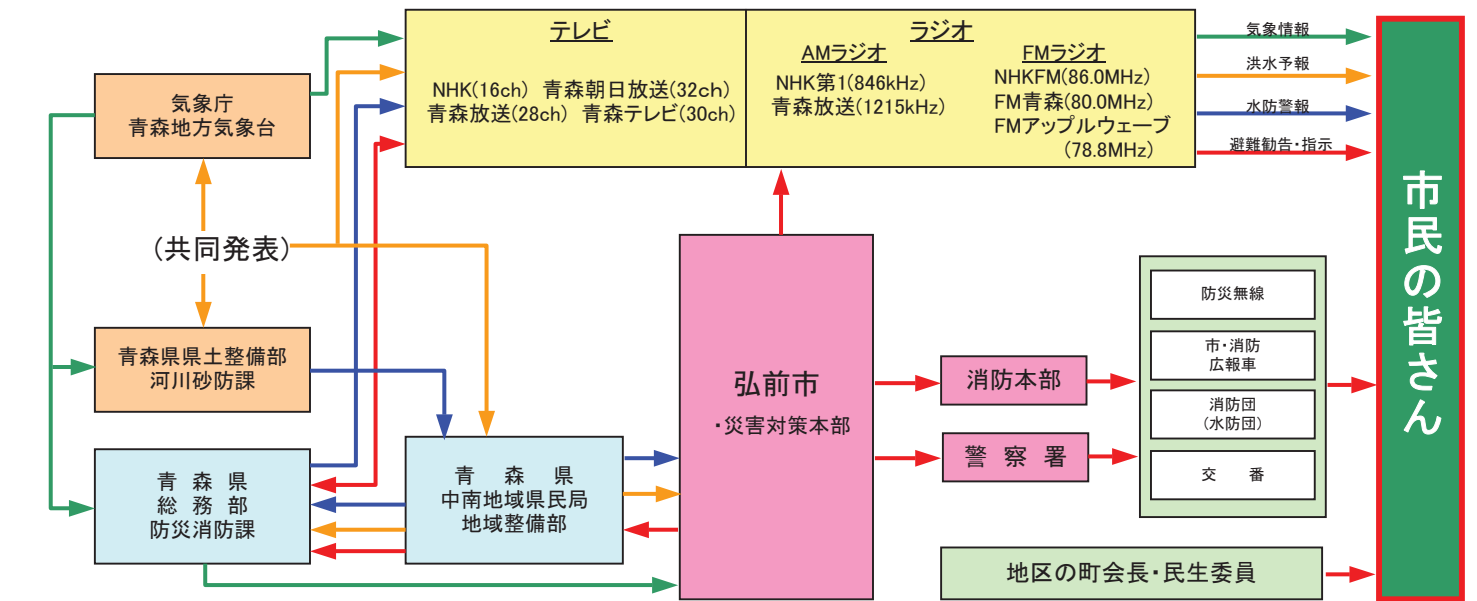 テレビ
NHK(16ch) 青森朝日放送(32ch)
青森放送(28ch) 青森テレビ(30ch)
ラジオ
AMラジオ
NHK第1(846kHz)
青森放送(1215kHz)
FMラジオ
NHKFM(86.0MHz)
FM青森(80.0MHz)
FMアップルウェーブ
(78.8MHz)
気象情報
洪水予報
水防警報
避難勧告・指示
気象庁
青森地方気象台
(共同発表)
青森県県土整備部
河川砂防課
青森県
総務部
防災消防課
青森県
中南地域県民局
地域整備部
弘前市
・災害対策本部
消防本部
警察署
防災無線
市・消防
広報車
消防団
(水防団)
交番
地区の町会長・民生委員
市民の皆さん